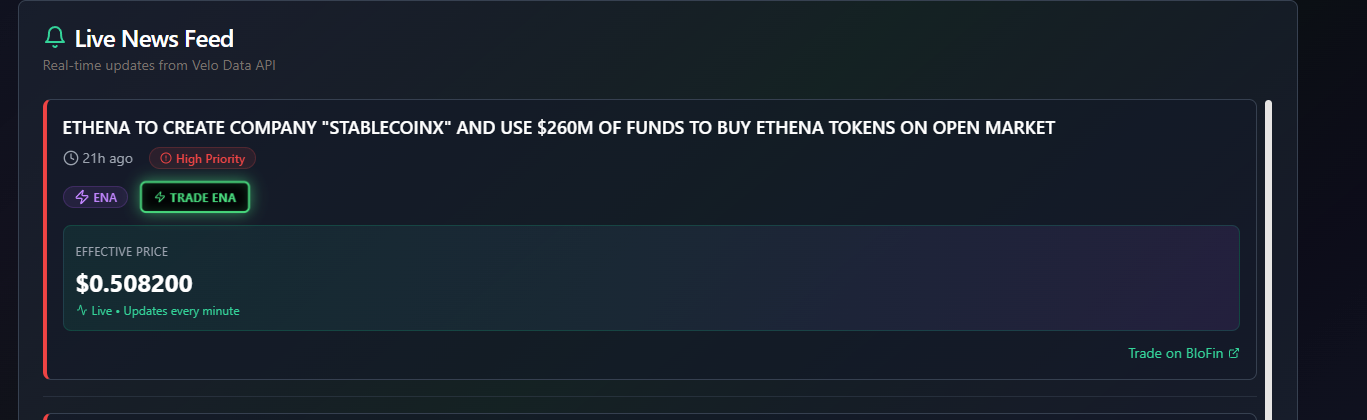 Live News Feed
Real-time updates from Velo Data API
ETHENA TO CREATE COMPANY "STABLECOINX" AND USE $260M OF FUNDS TO BUY ETHENA TOKENS ON OPEN MARKET
21h ago High Priority
ENA TRADE ENA
EFFECTIVE PRICE
$0.508200
Live • Updates every minute
Trade on BloFin